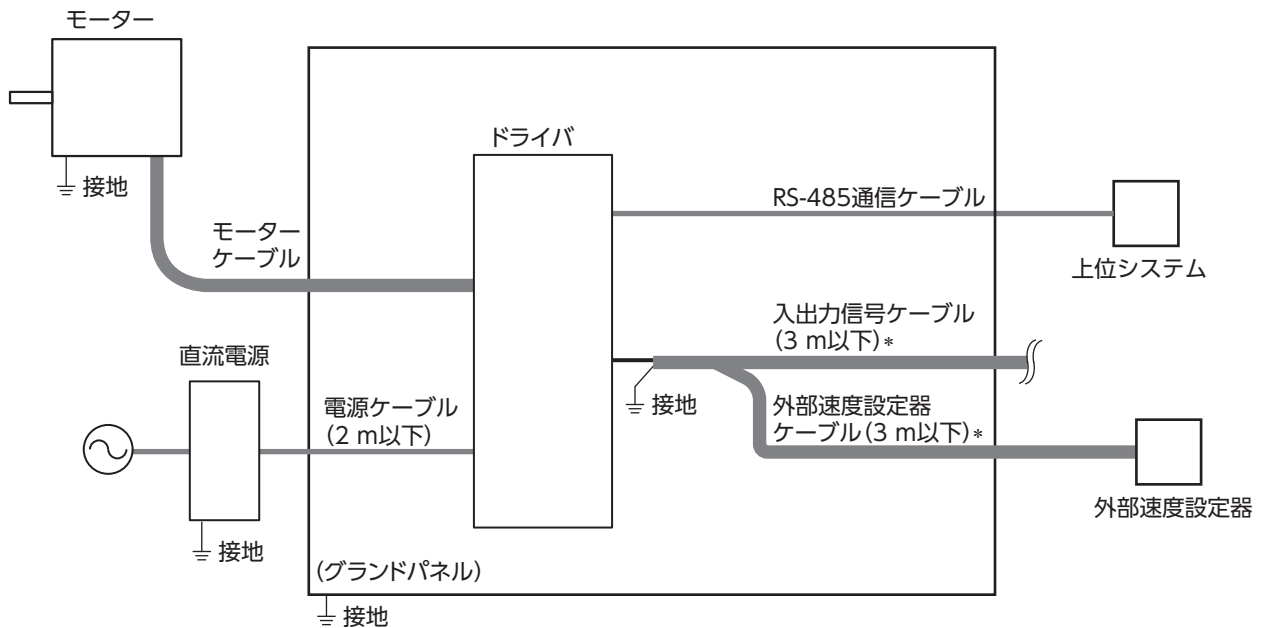 モーター
接地
モーター
ケーブル
直流電源
接地
電源ケーブル
(2 m以下)
ドライバ
RS-485通信ケーブル
上位システム
入出力信号ケーブル
(3 m以下)*
接地
外部速度設定器
ケーブル(3 m以下)*
外部速度設定器
(グランドパネル)
接地